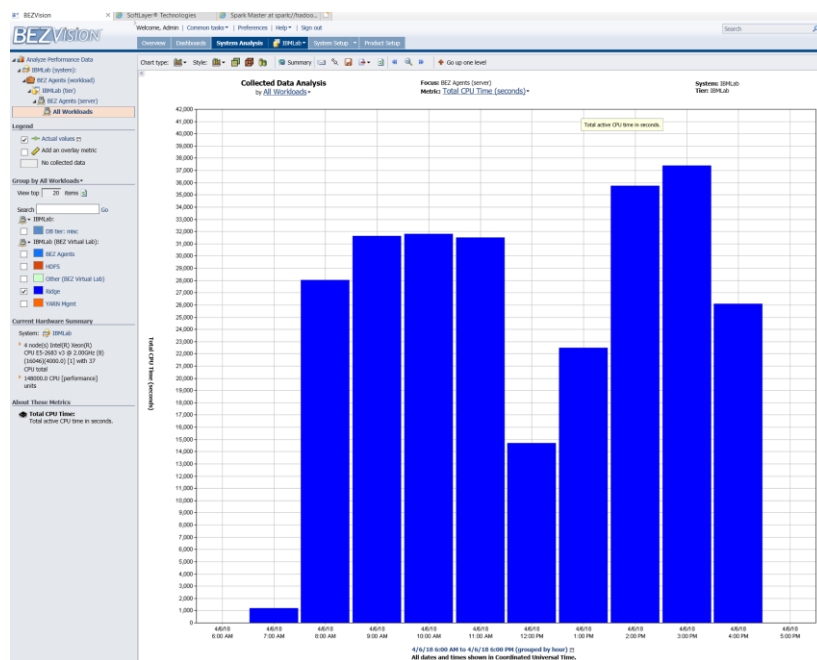 BEZVision
SoftLayer® Technologies
Spark Master at spark://hadoo...
BEZVISION
Welcome, Admin | Common tasks | Preferences | Help | Sign out
Search
Overview Dashboards System Analysis IBMLab System Setup Product Setup
Analyze Performance Data
IBMLab (system):
BEZ Agents (workload)
IBMLab (tier)
BEZ Agents (server)
All Workloads
Chart type: Style: Summary Go up one level
Collected Data Analysis
by All Workloads
Focus: BEZ Agents (server)
Metric: Total CPU Time (seconds)
System: IBMLab
Tier: IBMLab
Total active CPU time in seconds.
Legend
Actual values
Add an overlay metric
No collected data
Group by All Workloads
View top 20 items
Search Go
IBMLab:
DB tier: misc
IBMLab (BEZ Virtual Lab):
BEZ Agents
HDFS
Other (BEZ Virtual Lab)
Ridge
YARN Mgmt
Current Hardware Summary
System: IBMLab
4 node(s) Intel(R) Xeon(R)
CPU E5-2683 v3 @ 2.00GHz (8)
(16046)[4000.0) [1] with 37
CPU total
148000.0 CPU [performance]
units
About These Metrics
Total CPU Time:
Total active CPU time in seconds.
Total CPU Time (seconds)
42,000
41,000
40,000
39,000
38,000
37,000
36,000
35,000
34,000
33,000
32,000
31,000
30,000
29,000
28,000
27,000
26,000
25,000
24,000
23,000
22,000
21,000
20,000
19,000
18,000
17,000
16,000
15,000
14,000
13,000
12,000
11,000
10,000
9,000
8,000
7,000
6,000
5,000
4,000
3,000
2,000
1,000
0
4/6/18 4/6/18 4/6/18 4/6/18 4/6/18 4/6/18 4/6/18 4/6/18 4/6/18 4/6/18 4/6/18 4/6/18
6:00 AM 7:00 AM 8:00 AM 9:00 AM 10:00 AM 11:00 AM 12:00 PM 1:00 PM 2:00 PM 3:00 PM 4:00 PM 5:00 PM
4/6/18 6:00 AM to 4/6/18 6:00 PM (grouped by hour)
All dates and times shown in Coordinated Universal Time.